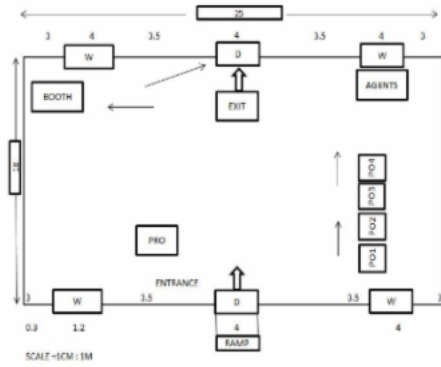 25
3 4 3.5 4 3.5 4 3
W D W
BOOTH EXIT AGENTS
PO4
PO3
PO2
PO1
PRO
ENTRANCE
3 W 3.5 D 3.5 W 3
0.3 1.2 4 4
RAMP
SCALE =1CM : 1M